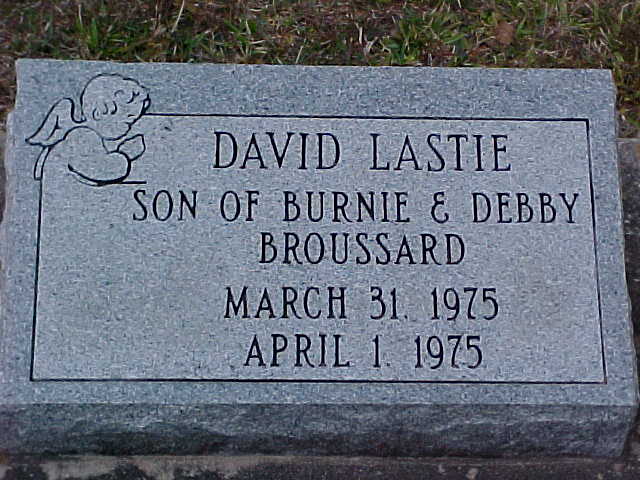 DAVID LASTIE
SON OF BURNIE & DEBBY
BROUSSARD
MARCH 31, 1975
APRIL 1, 1975